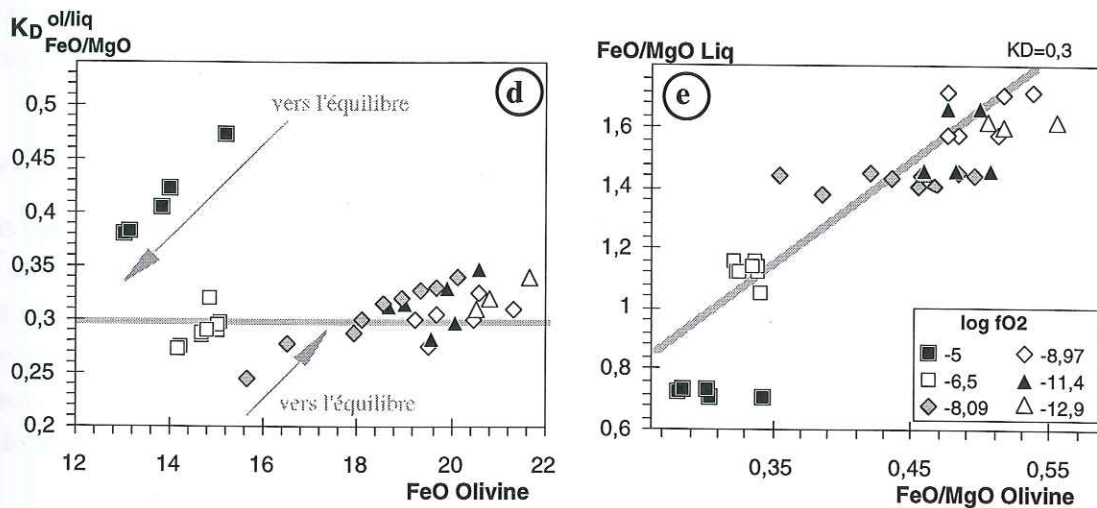 K_D^ol/liq FeO/MgO
d
vers l'équilibre
vers l'équilibre
0,5
0,45
0,4
0,35
0,3
0,25
0,2
12 14 16 18 20 22
FeO Olivine
FeO/MgO Liq
KD=0,3
e
1,6
1,4
1,2
1
0,8
0,6
log fO2
-5 -8,97
-6,5 -11,4
-8,09 -12,9
0,35 0,45 0,55
FeO/MgO Olivine